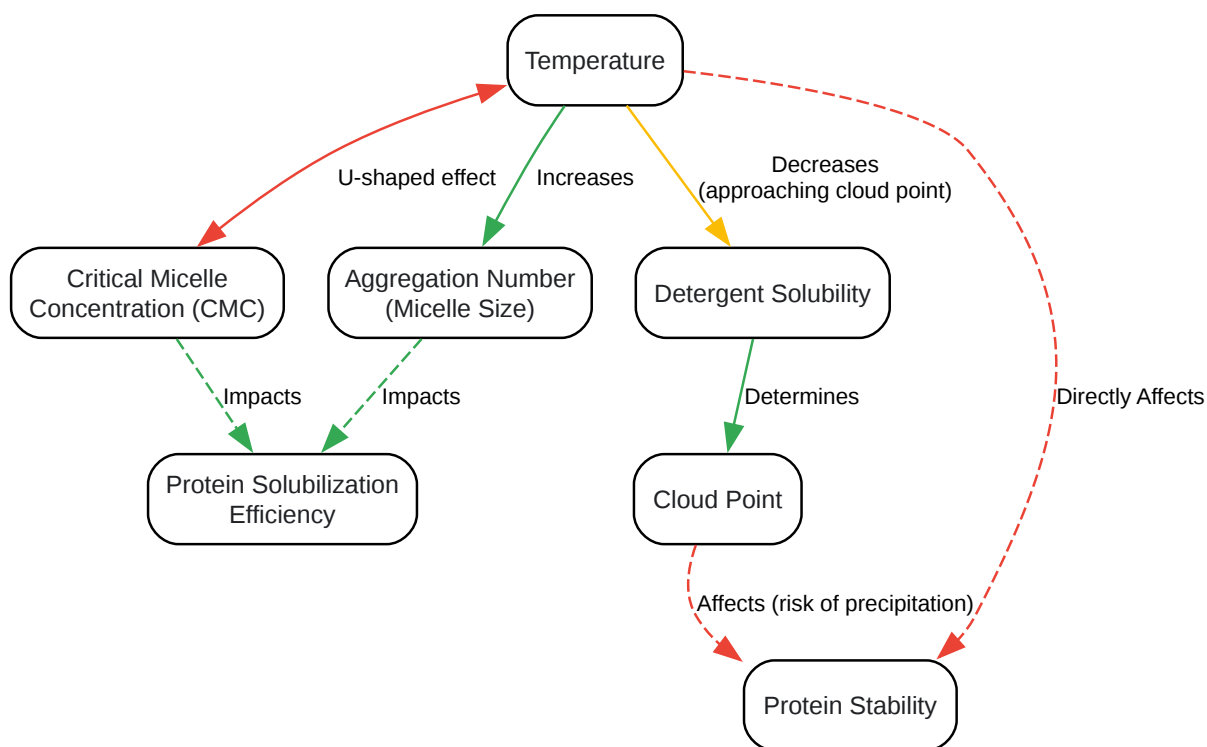 Temperature
U-shaped effect
Increases
Decreases
(approaching cloud point)
Critical Micelle
Concentration (CMC)
Aggregation Number
(Micelle Size)
Detergent Solubility
Impacts
Impacts
Determines
Directly Affects
Protein Solubilization
Efficiency
Cloud Point
Affects (risk of precipitation)
Protein Stability